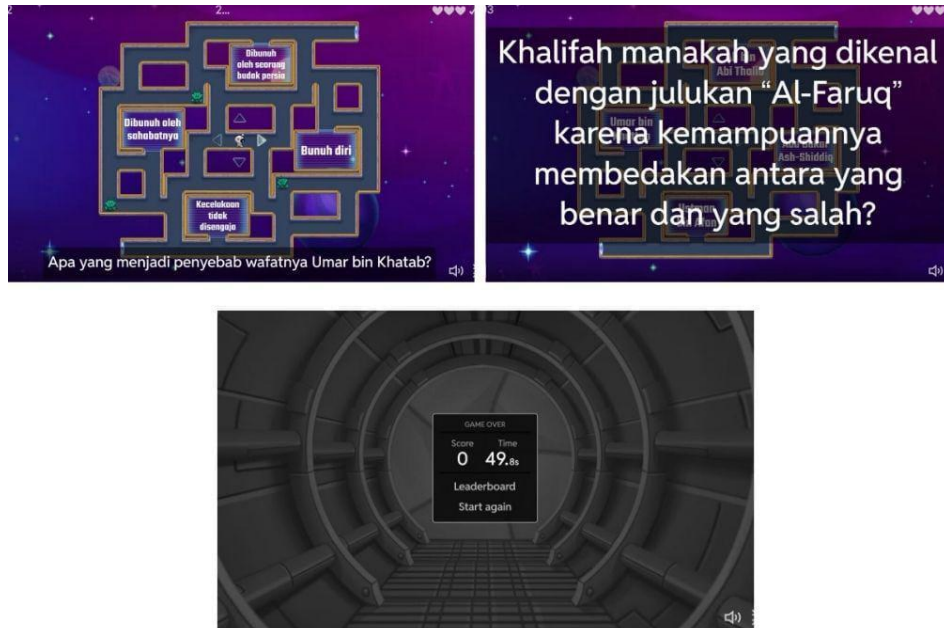 2...
Dibunuh
oleh seorang
budak persia
Dibunuh oleh
sahabatnya
Bunuh diri
Kecelakaan
tidak
disengaja
Apa yang menjadi penyebab wafatnya Umar bin Khatab?
3
Khalifah manakah yang dikenal
dengan julukan “Al-Faruq”
karena kemampuannya
membedakan antara yang
benar dan yang salah?
Abi Thalib
Umar bin
Ash-Shiddiq
GAME OVER
Score Time
0 49.8s
Leaderboard
Start again